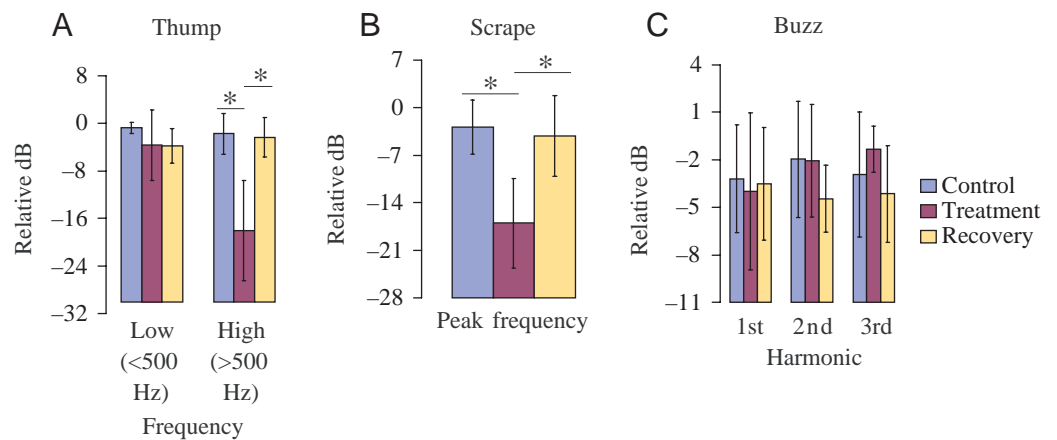 A
Thump
Relative dB
8
0
–8
–16
–24
–32
*
*
Low
(<500
Hz)
High
(>500
Hz)
Frequency
B
Scrape
Relative dB
7
0
–7
–14
–21
–28
*
*
Peak frequency
C
Buzz
Relative dB
4
1
–2
–5
–8
–11
1st
2nd
3rd
Harmonic
Control
Treatment
Recovery